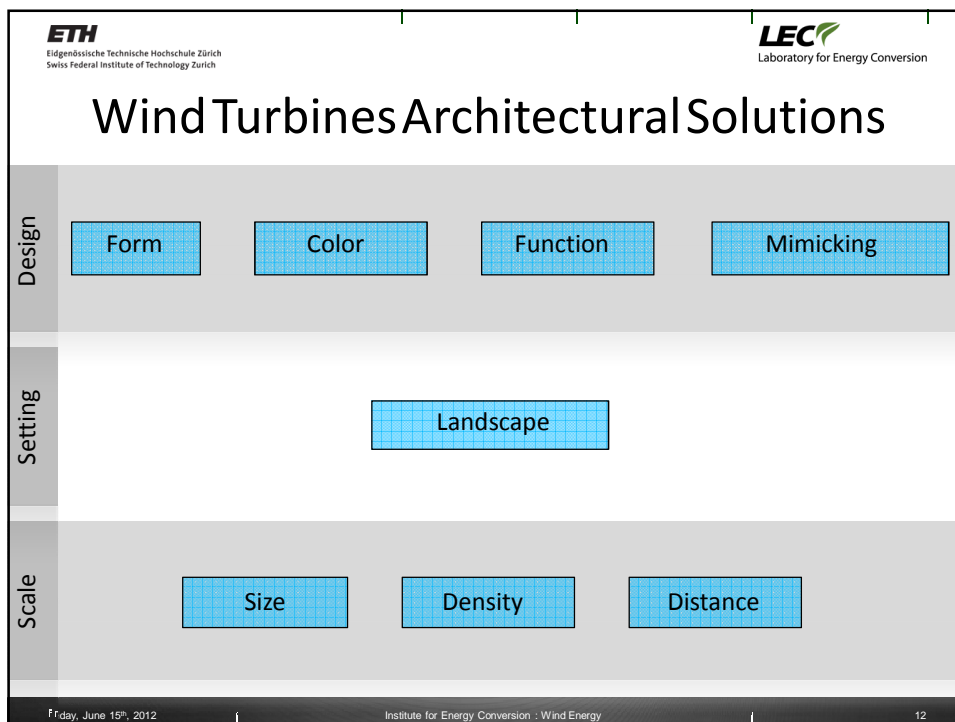 ETH
Eidgenössische Technische Hochschule Zürich
Swiss Federal Institute of Technology Zurich
LEC
Laboratory for Energy Conversion
Wind Turbines Architectural Solutions
Design
Form
Color
Function
Mimicking
Setting
Landscape
Scale
Size
Density
Distance
Friday, June 15th, 2012
Institute for Energy Conversion : Wind Energy
12